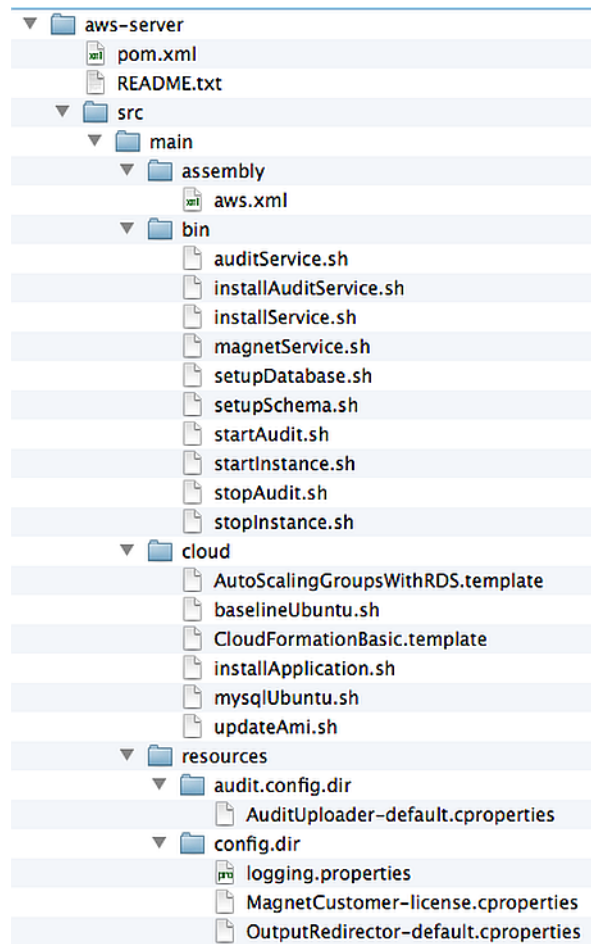 aws-server
pom.xml
README.txt
src
main
assembly
aws.xml
bin
auditService.sh
installAuditService.sh
installService.sh
magnetService.sh
setupDatabase.sh
setupSchema.sh
startAudit.sh
startInstance.sh
stopAudit.sh
stopInstance.sh
cloud
AutoScalingGroupsWithRDS.template
baselineUbuntu.sh
CloudFormationBasic.template
installApplication.sh
mysqlUbuntu.sh
updateAmi.sh
resources
audit.config.dir
AuditUploader-default.cproperties
config.dir
logging.properties
MagnetCustomer-license.cproperties
OutputRedirector-default.cproperties